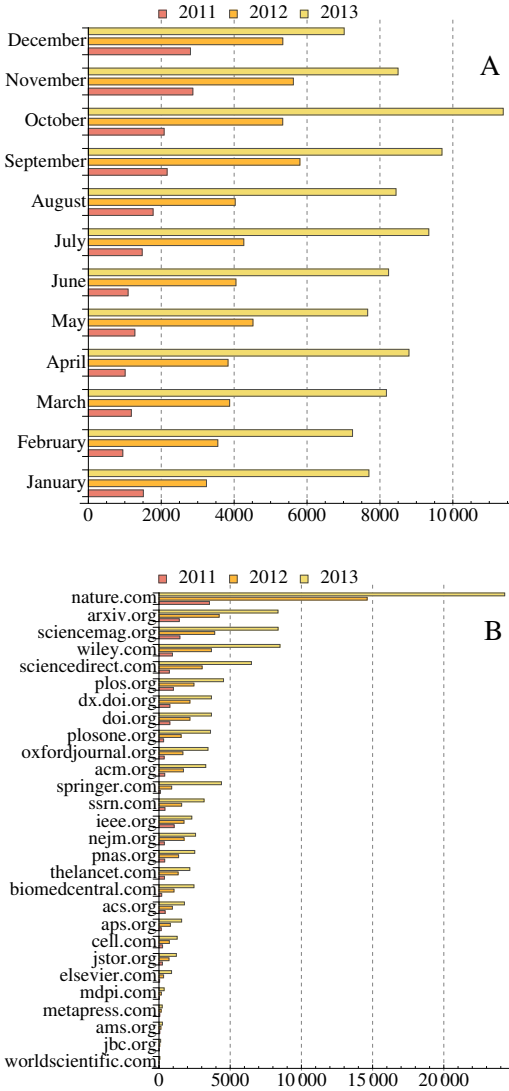 2011 2012 2013
A
December
November
October
September
August
July
June
May
April
March
February
January
0 2000 4000 6000 8000 10000
2011 2012 2013
B
nature.com
arxiv.org
sciencemag.org
wiley.com
sciencedirect.com
plos.org
dx.doi.org
doi.org
plosone.org
oxfordjournal.org
acm.org
springer.com
ssrn.com
ieee.org
nejm.org
pnas.org
thelancet.com
biomedcentral.com
acs.org
aps.org
cell.com
jstor.org
elsevier.com
mdpi.com
metapress.com
ams.org
jbc.org
worldscientific.com
0 5000 10000 15000 20000